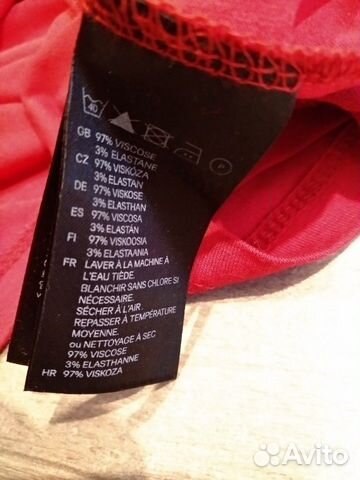 40
P
GB 97% VISCOSE
3% ELASTANE
CZ 97% VISKÓZA
3% ELASTAN
DE 97% VISKOSE
3% ELASTHAN
ES 97% VISCOSA
3% ELASTÁN
FI 97% VISKOOSIA
3% ELASTAANIA
FR LAVER À LA MACHINE À
L'EAU TIÈDE.
BLANCHIR SANS CHLORE SI
NÉCESSAIRE.
SÉCHER À L'AIR.
REPASSER À TEMPÉRATURE
MOYENNE.
ou NETTOYAGE À SEC
97% VISCOSE
3% ELASTHANNE
HR 97% VISKOZA
Avito